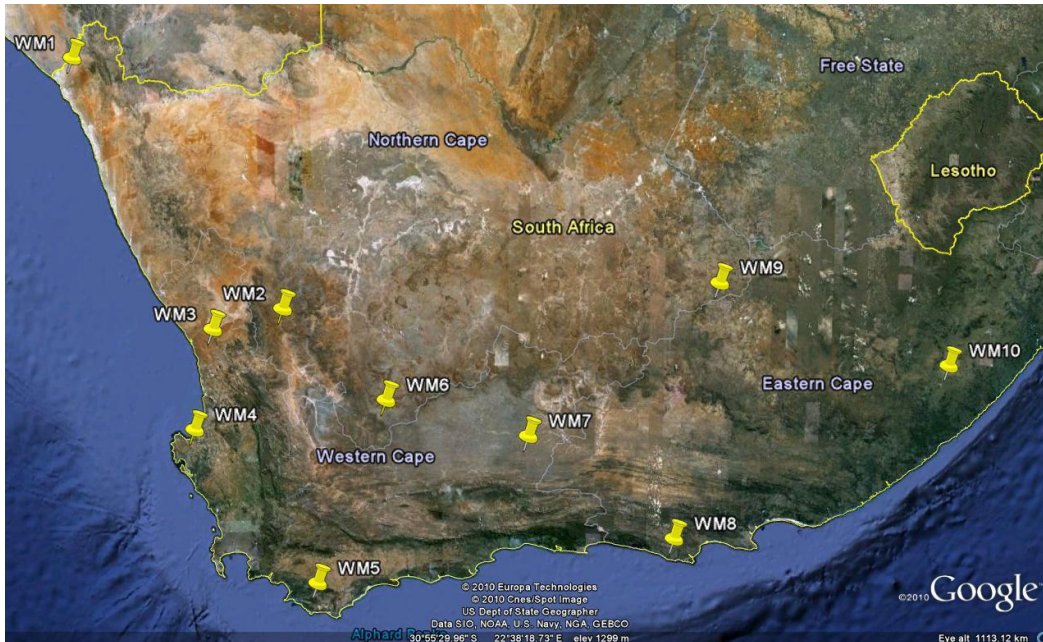 WM1
Free State
Northern Cape
Lesotho
South Africa
WM9
WM2
WM3
WM10
WM6
Eastern Cape
WM4
WM7
Western Cape
WM8
WM5
© 2010 Europa Technologies
© 2010 Cnes/Spot Image
US Dept of State Geographer
Data SIO, NOAA, U.S. Navy, NGA, GEBCO
©2010 Google
30°55'29.96" S 22°38'18.73" E elev 1299 m
Eye alt 1113.12 km
Alphard